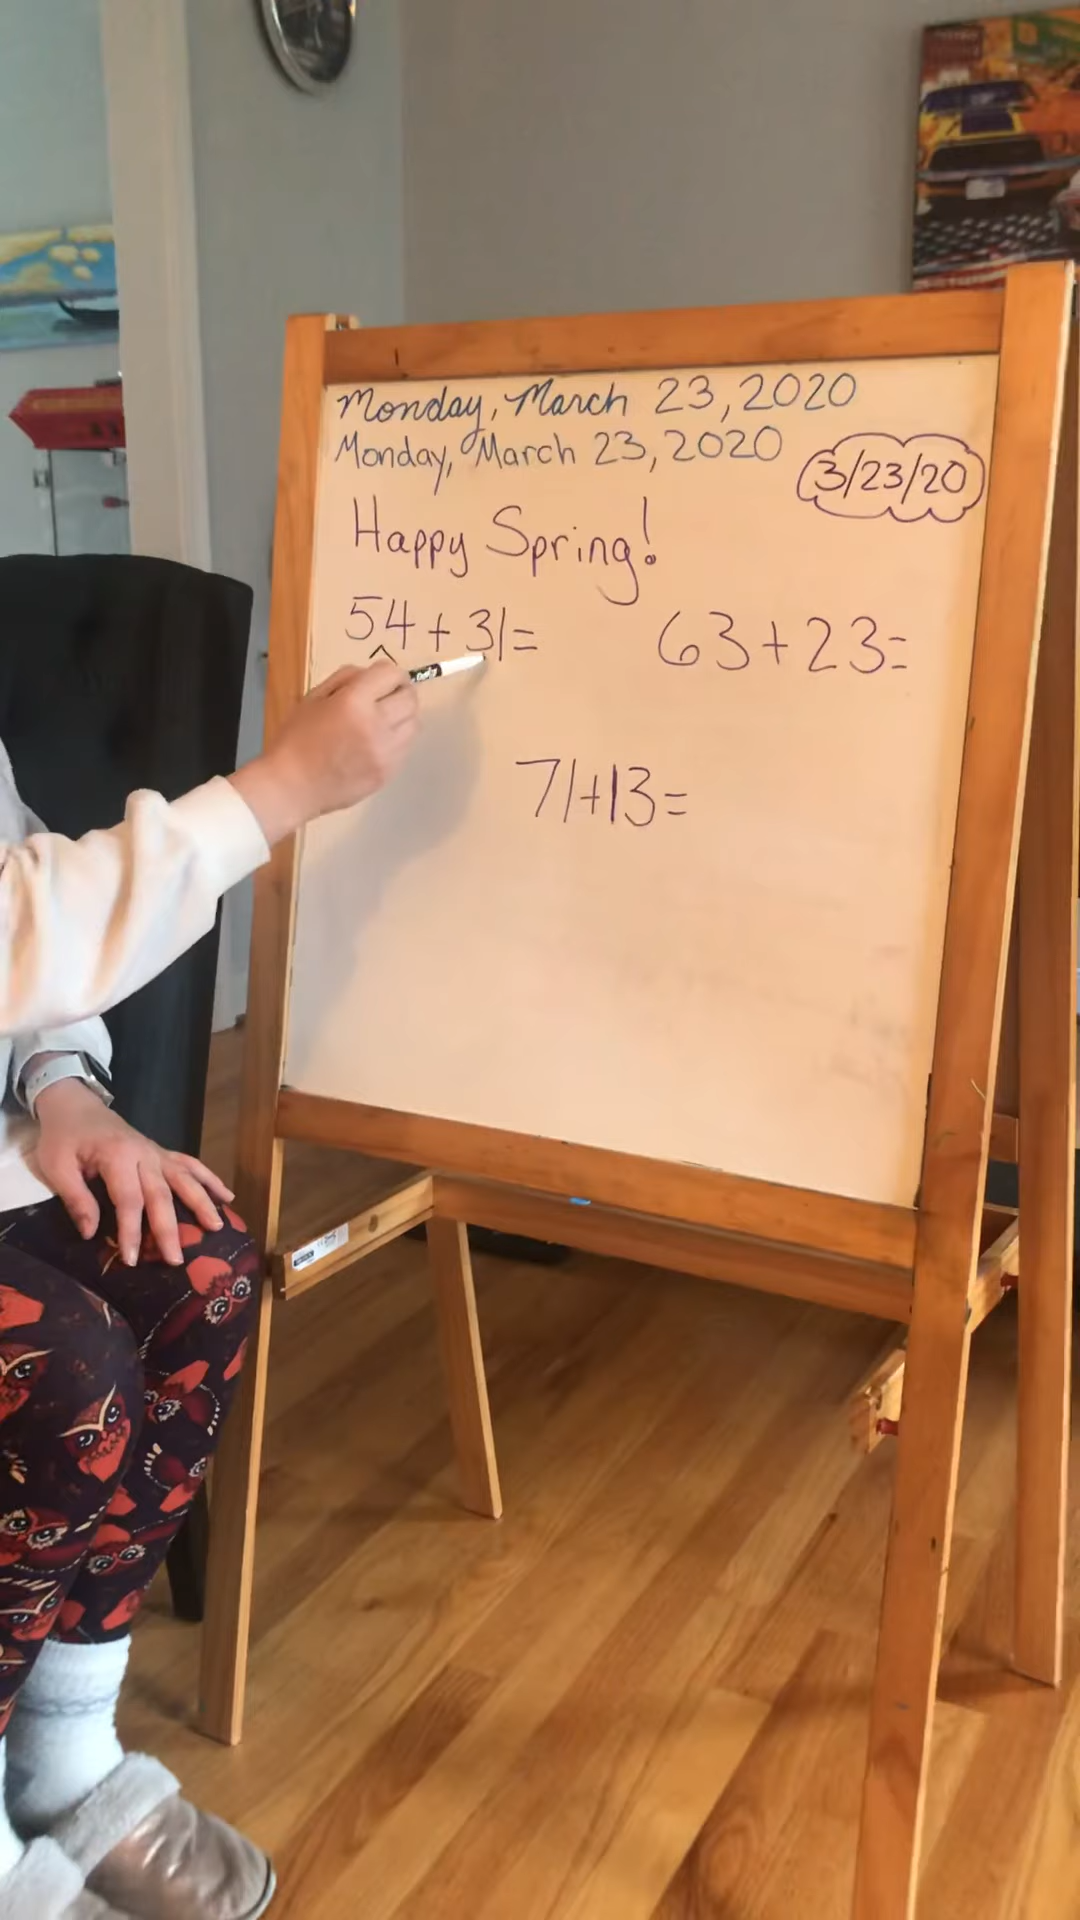 Monday, March 23, 2020
Monday, March 23, 2020
3/23/20
Happy Spring!
54+31=
63+23=
71+13=